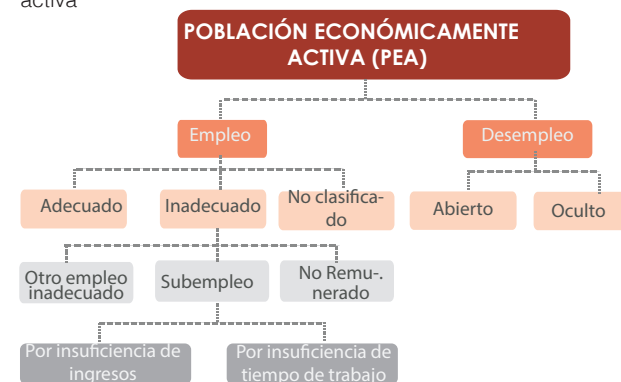 activa
POBLACIÓN ECONÓMICAMENTE
ACTIVA (PEA)
Empleo
Desempleo
Adecuado
Inadecuado
No clasifica-
do
Abierto
Oculto
Otro empleo
inadecuado
Subempleo
No Remu-.
nerado
Por insuficiencia de
ingresos
Por insuficiencia de
tiempo de trabajo